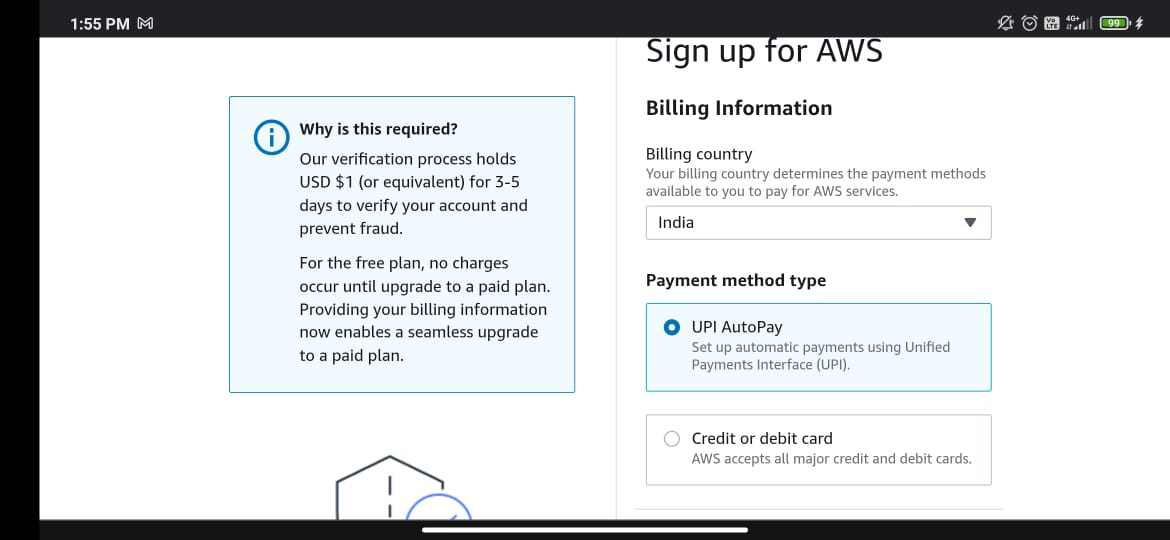 1:55 PM
Vo LTE 4G+ 99
Sign up for AWS
Why is this required?
Our verification process holds
USD $1 (or equivalent) for 3-5
days to verify your account and
prevent fraud.
For the free plan, no charges
occur until upgrade to a paid plan.
Providing your billing information
now enables a seamless upgrade
to a paid plan.
Billing Information
Billing country
Your billing country determines the payment methods
available to you to pay for AWS services.
India
Payment method type
UPI AutoPay
Set up automatic payments using Unified
Payments Interface (UPI).
Credit or debit card
AWS accepts all major credit and debit cards.